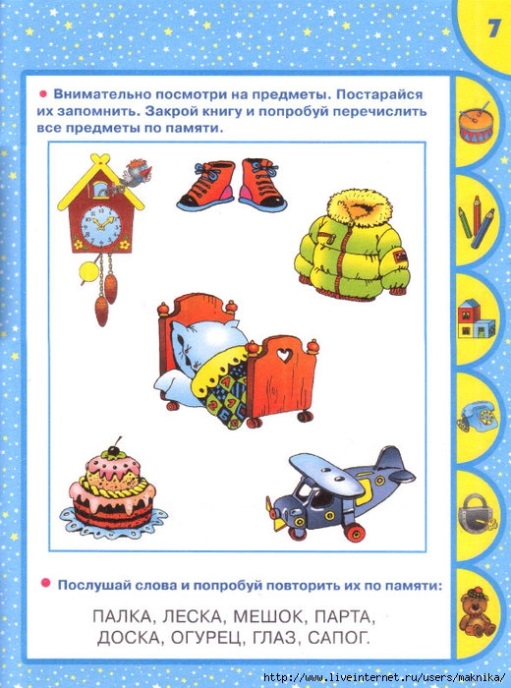 7
• Внимательно посмотри на предметы. Постарайся
их запомнить. Закрой книгу и попробуй перечислить
все предметы по памяти.
• Послушай слова и попробуй повторить их по памяти:
ПАЛКА, ЛЕСКА, МЕШОК, ПАРТА,
ДОСКА, ОГУРЕЦ, ГЛАЗ, САПОГ.
http://www.liveinternet.ru/users/maknika/